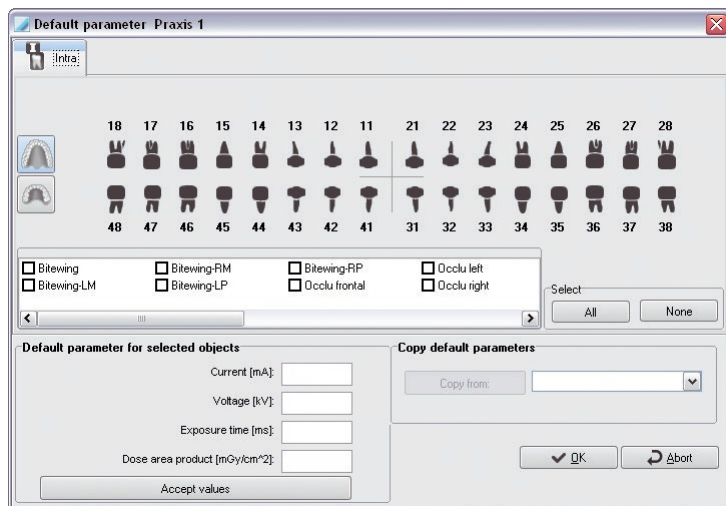 Default parameter Praxis 1
Intra
18 17 16 15 14 13 12 11 21 22 23 24 25 26 27 28
48 47 46 45 44 43 42 41 31 32 33 34 35 36 37 38
Bitewing Bitewing-RM Bitewing-RP Occlu left
Bitewing-LM Bitewing-LP Occlu frontal Occlu right
Select
All None
Default parameter for selected objects
Current [mA]:
Voltage [kV]:
Exposure time [ms]:
Dose area product [mGy/cm^2]:
Accept values
Copy default parameters
Copy from:
OK Abort